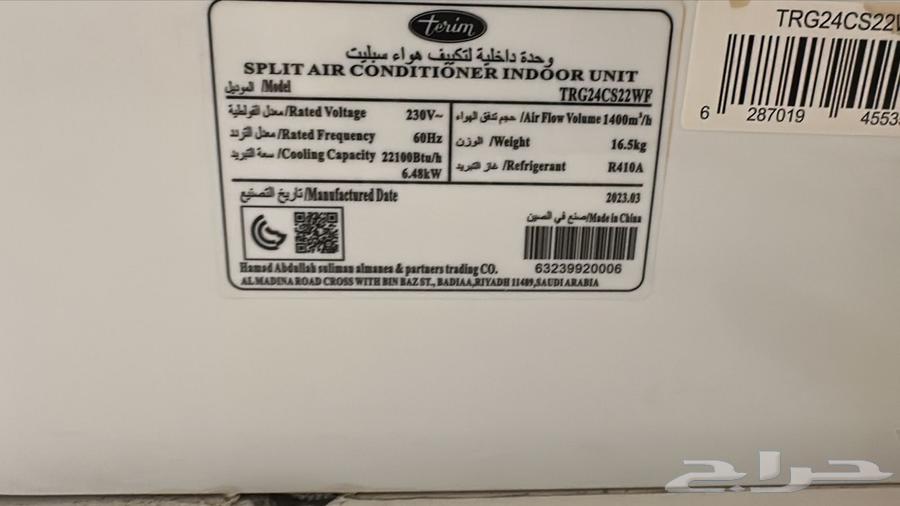 terim
وحدة داخلية لتكييف هواء سبليت
SPLIT AIR CONDITIONER INDOOR UNIT
الموديل /Model TRG24CS22WF
معدل الفولطية/Rated Voltage 230V~
معدل التردد/Rated Frequency 60Hz
سعة التبريد /Cooling Capacity 22100Btu/h
6.48kW
حجم تدفق الهواء /Air Flow Volume 1400m³/h
الوزن /Weight 16.5kg
غاز التبريد /Refrigerant R410A
تاريخ التصنيع/Manufactured Date 2023.03
صنع في الصين/Made in China
63239920006
Hamad Abdullah suliman almanea & partners trading CO.
AL MADINA ROAD CROSS WITH BIN BAZ ST., BADIAA,RIYADH 11489,SAUDI ARABIA
TRG24CS22W
6 287019 4553
حراج